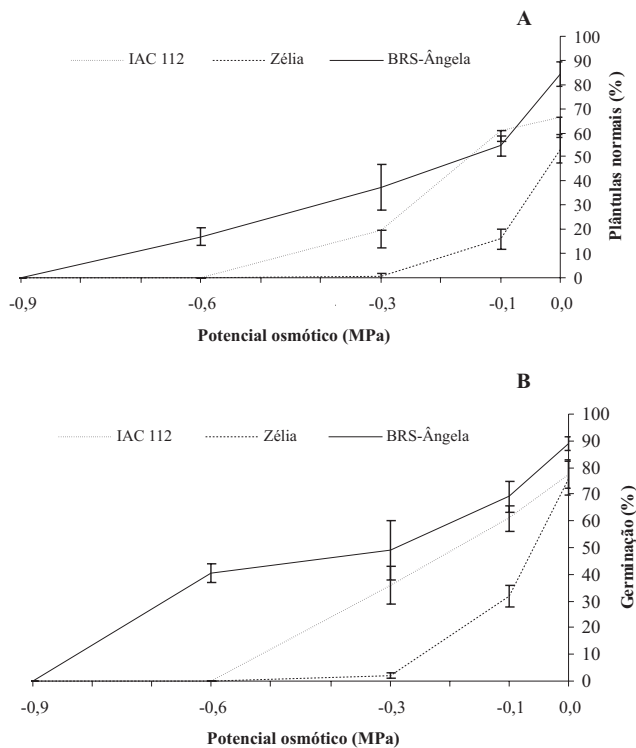 A
IAC 112 Zélia BRS-Ângela
100
90
80
70
60
50
40
30
20
10
0
Plântulas normais (%)
-0,9 -0,6 -0,3 -0,1 0,0
Potencial osmótico (MPa)
B
IAC 112 Zélia BRS-Ângela
100
90
80
70
60
50
40
30
20
10
0
Germinação (%)
-0,9 -0,6 -0,3 -0,1 0,0
Potencial osmótico (MPa)